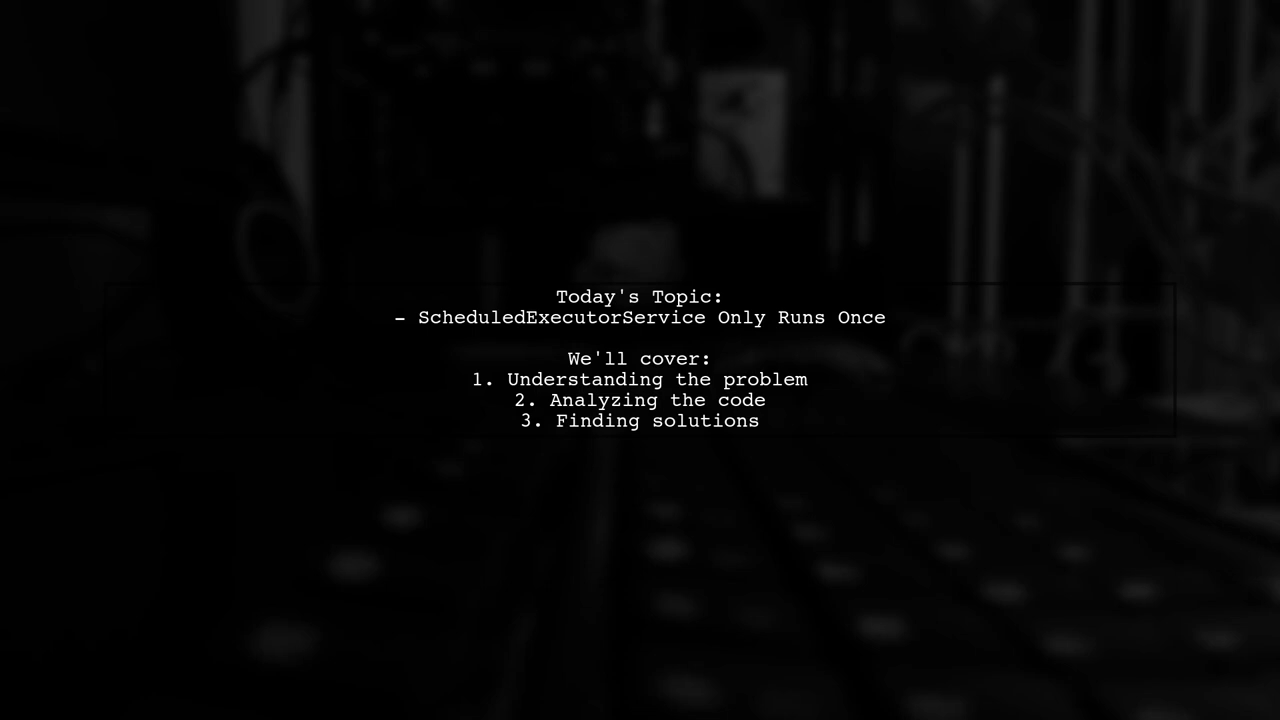 Today's Topic:
– ScheduledExecutorService Only Runs Once
We'll cover:
1. Understanding the problem
2. Analyzing the code
3. Finding solutions